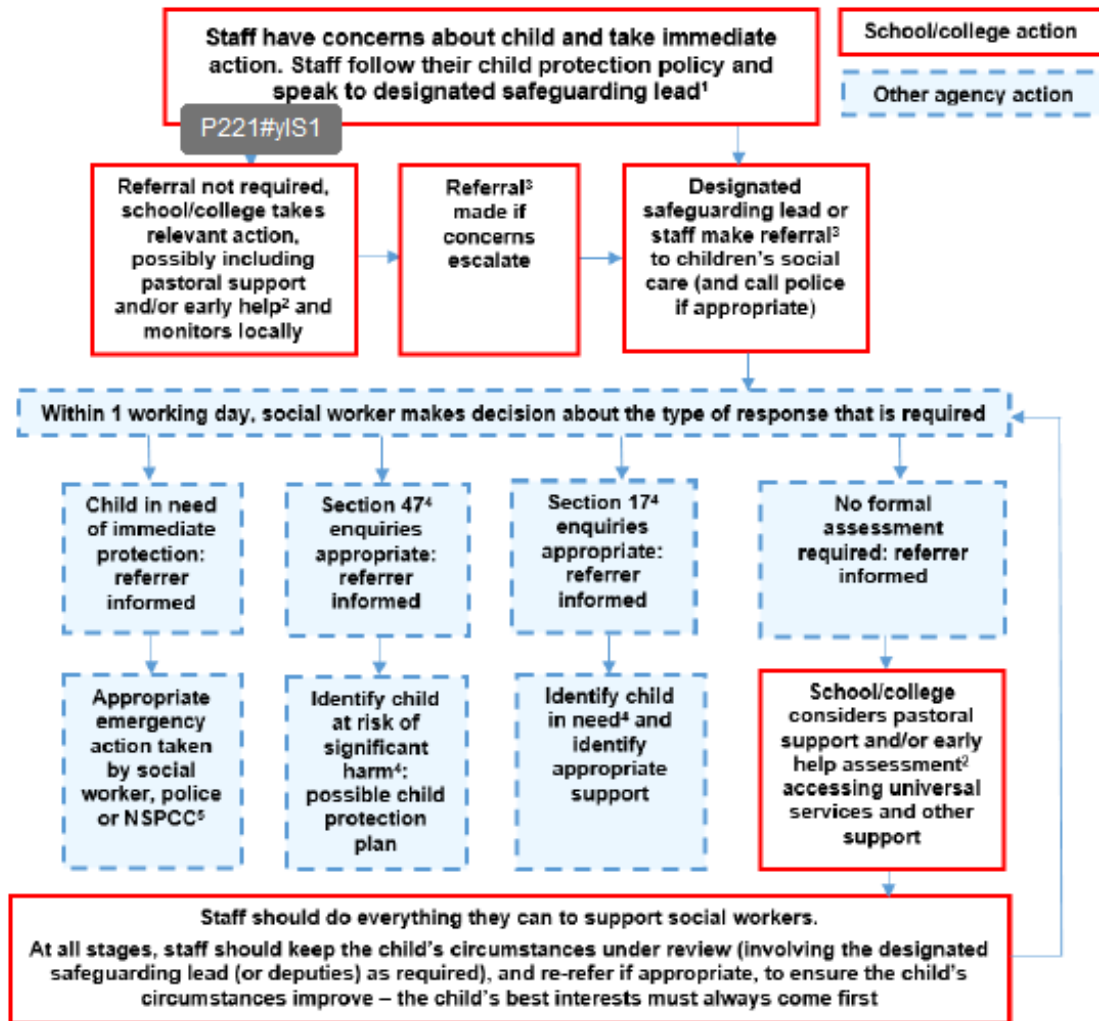 Staff have concerns about child and take immediate
action. Staff follow their child protection policy and
speak to designated safeguarding lead¹
School/college action
Other agency action
P221#yIS1
Referral not required,
school/college takes
relevant action,
possibly including
pastoral support
and/or early help² and
monitors locally
Referral³
made if
concerns
escalate
Designated
safeguarding lead or
staff make referral³
to children's social
care (and call police
if appropriate)
Within 1 working day, social worker makes decision about the type of response that is required
Child in need
of immediate
protection:
referrer
informed
Section 47⁴
enquiries
appropriate:
referrer
informed
Section 17⁴
enquiries
appropriate:
referrer
informed
No formal
assessment
required: referrer
informed
Appropriate
emergency
action taken
by social
worker, police
or NSPCC⁵
Identify child
at risk of
significant
harm⁴:
possible child
protection
plan
Identify child
in need⁴ and
identify
appropriate
support
School/college
considers pastoral
support and/or early
help assessment²
accessing universal
services and other
support
Staff should do everything they can to support social workers.
At all stages, staff should keep the child's circumstances under review (involving the designated
safeguarding lead (or deputies) as required), and re-refer if appropriate, to ensure the child's
circumstances improve – the child's best interests must always come first